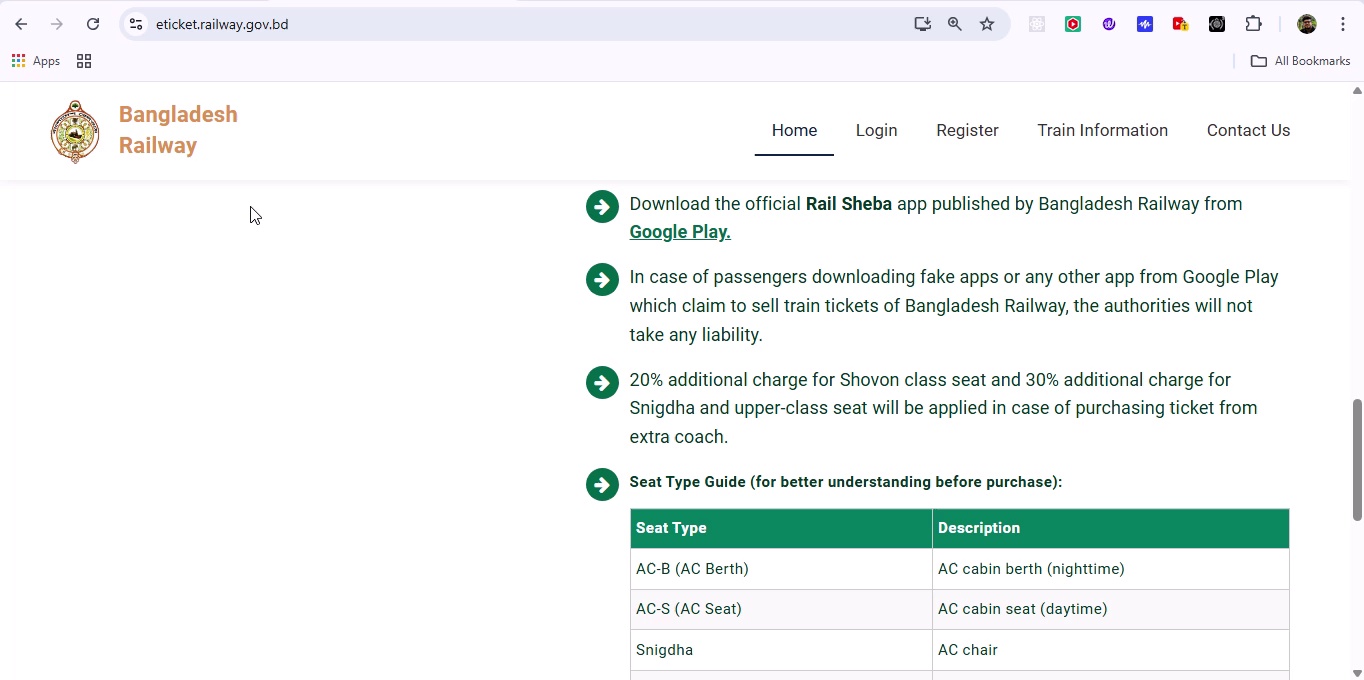 eticket.railway.gov.bd
Apps
All Bookmarks
Bangladesh
Railway
Home
Login
Register
Train Information
Contact Us
Download the official Rail Sheba app published by Bangladesh Railway from
Google Play.
In case of passengers downloading fake apps or any other app from Google Play
which claim to sell train tickets of Bangladesh Railway, the authorities will not
take any liability.
20% additional charge for Shovon class seat and 30% additional charge for
Snigdha and upper-class seat will be applied in case of purchasing ticket from
extra coach.
Seat Type Guide (for better understanding before purchase):
Seat Type
Description
AC-B (AC Berth)
AC cabin berth (nighttime)
AC-S (AC Seat)
AC cabin seat (daytime)
Snigdha
AC chair